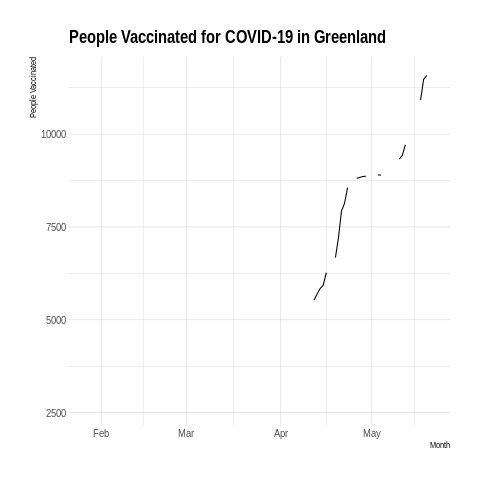 People Vaccinated for COVID-19 in Greenland
People Vaccinated
10000
7500
5000
2500
Feb Mar Apr May
Month